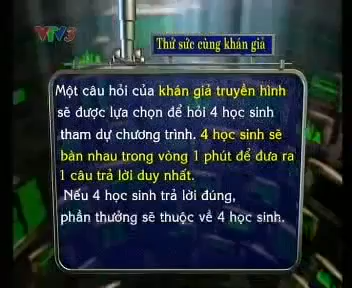 VTV3
Thử sức cùng khán giả
Một câu hỏi của khán giả truyền hình
sẽ được lựa chọn để hỏi 4 học sinh
tham dự chương trình. 4 học sinh sẽ
bàn nhau trong vòng 1 phút để đưa ra
1 câu trả lời duy nhất.
Nếu 4 học sinh trả lời đúng,
phần thưởng sẽ thuộc về 4 học sinh.